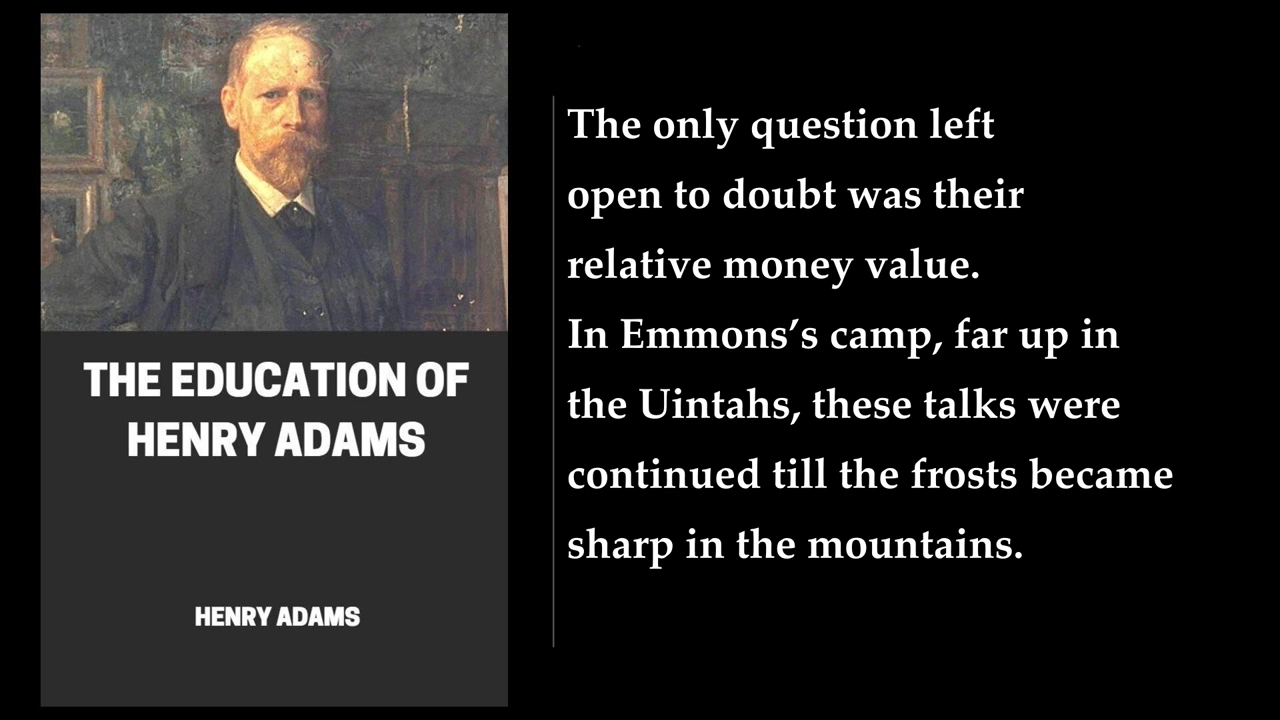 THE EDUCATION OF
HENRY ADAMS
HENRY ADAMS
The only question left
open to doubt was their
relative money value.
In Emmons’s camp, far up in
the Uintahs, these talks were
continued till the frosts became
sharp in the mountains.